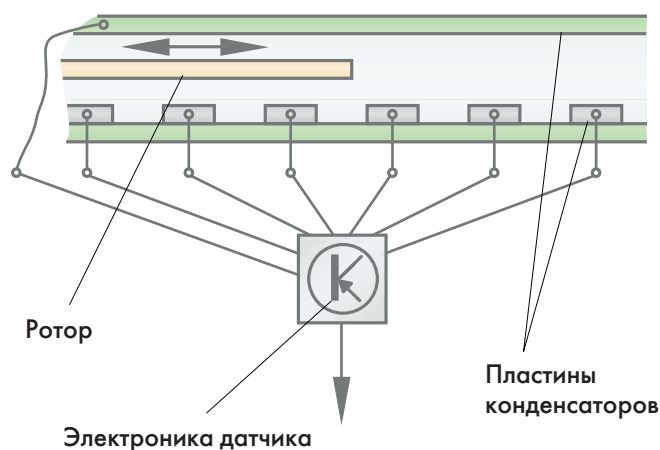 Ротор
Пластины
конденсаторов
Электроника датчика